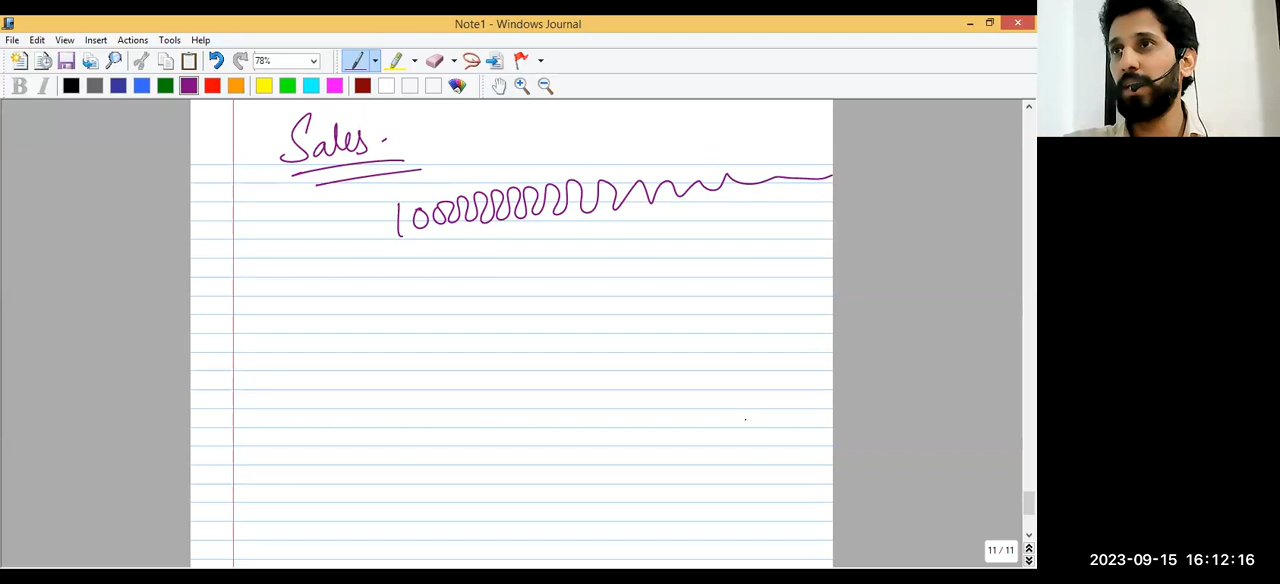 Note1 - Windows Journal
File Edit View Insert Actions Tools Help
78%
B I
Sales.
11 / 11
2023-09-15 16:12:16